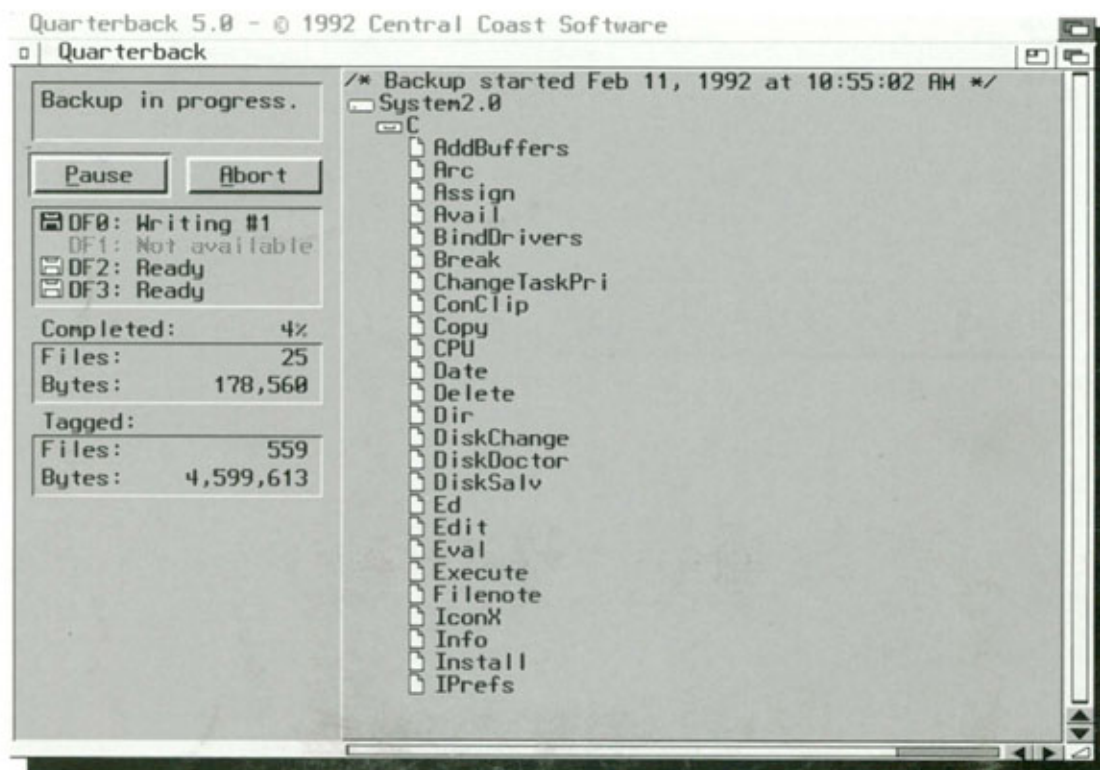 Quarterback 5.0 - © 1992 Central Coast Software
Quarterback
Backup in progress.
Pause Abort
DF0: Writing #1
DF1: Not available
DF2: Ready
DF3: Ready
Completed: 4%
Files: 25
Bytes: 178,560
Tagged:
Files: 559
Bytes: 4,599,613
/* Backup started Feb 11, 1992 at 10:55:02 AM */
System2.0
C
AddBuffers
Arc
Assign
Avail
BindDrivers
Break
ChangeTaskPri
ConClip
Copy
CPU
Date
Delete
Dir
DiskChange
DiskDoctor
DiskSalv
Ed
Edit
Eval
Execute
Filenote
IconX
Info
Install
IPrefs